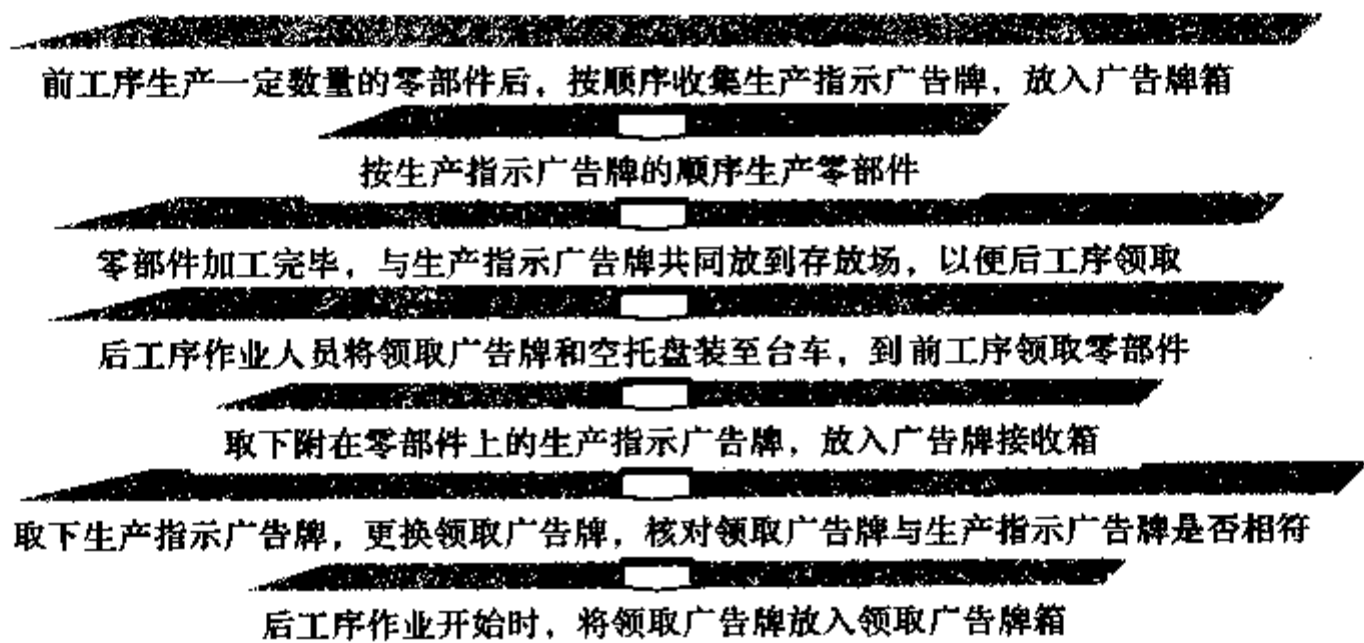 前工序生产一定数量的零部件后，按顺序收集生产指示广告牌，放入广告牌箱
按生产指示广告牌的顺序生产零部件
零部件加工完毕，与生产指示广告牌共同放到存放场，以便后工序领取
后工序作业人员将领取广告牌和空托盘装至台车，到前工序领取零部件
取下附在零部件上的生产指示广告牌，放入广告牌接收箱
取下生产指示广告牌，更换领取广告牌，核对领取广告牌与生产指示广告牌是否相符
后工序作业开始时，将领取广告牌放入领取广告牌箱